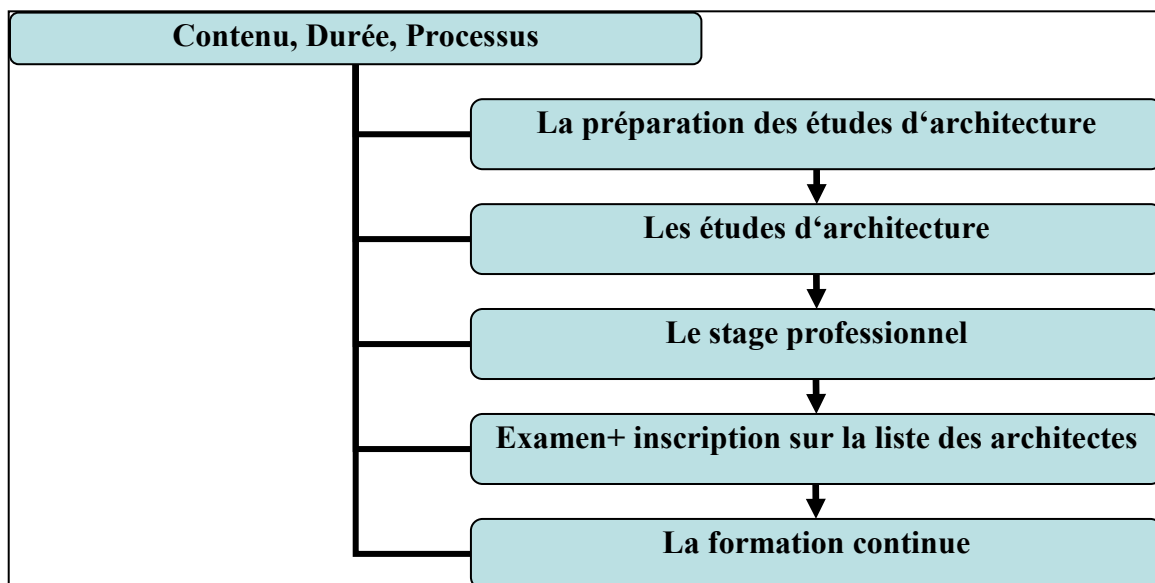 Contenu, Durée, Processus
La préparation des études d‘architecture
Les études d‘architecture
Le stage professionnel
Examen+ inscription sur la liste des architectes
La formation continue